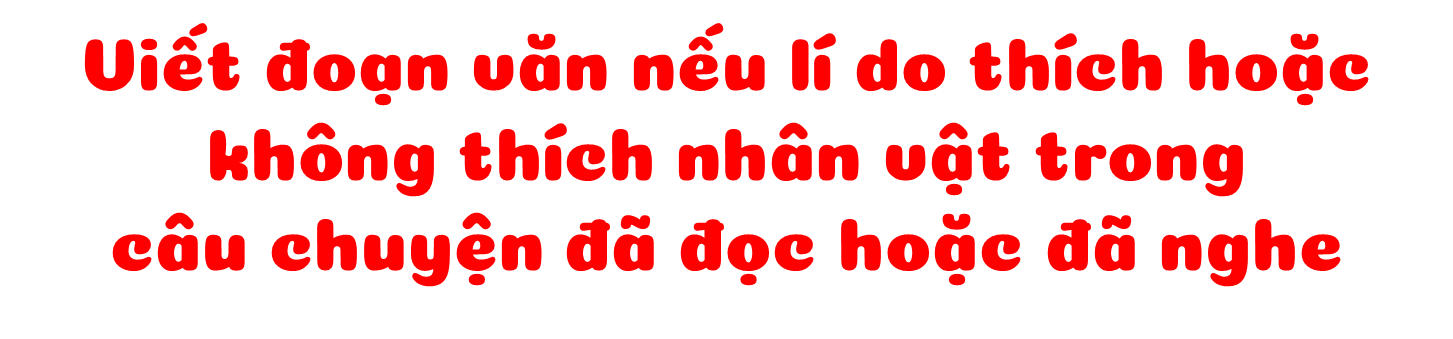 Viết đoạn văn nếu lí do thích hoặc
không thích nhân vật trong
câu chuyện đã đọc hoặc đã nghe